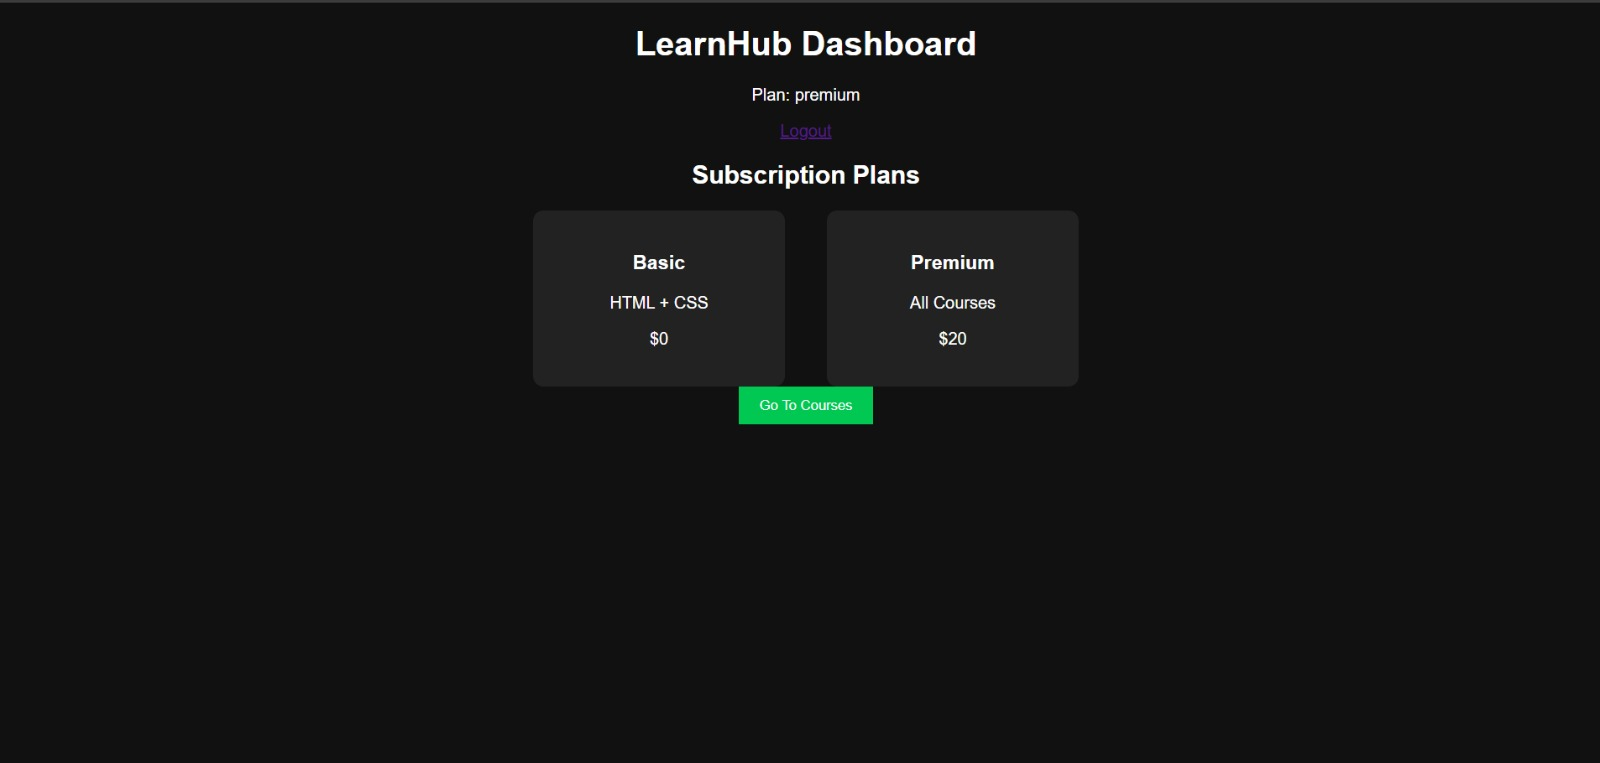 LearnHub Dashboard
Plan: premium
Logout
Subscription Plans
Basic
HTML + CSS
$0
Premium
All Courses
$20
Go To Courses